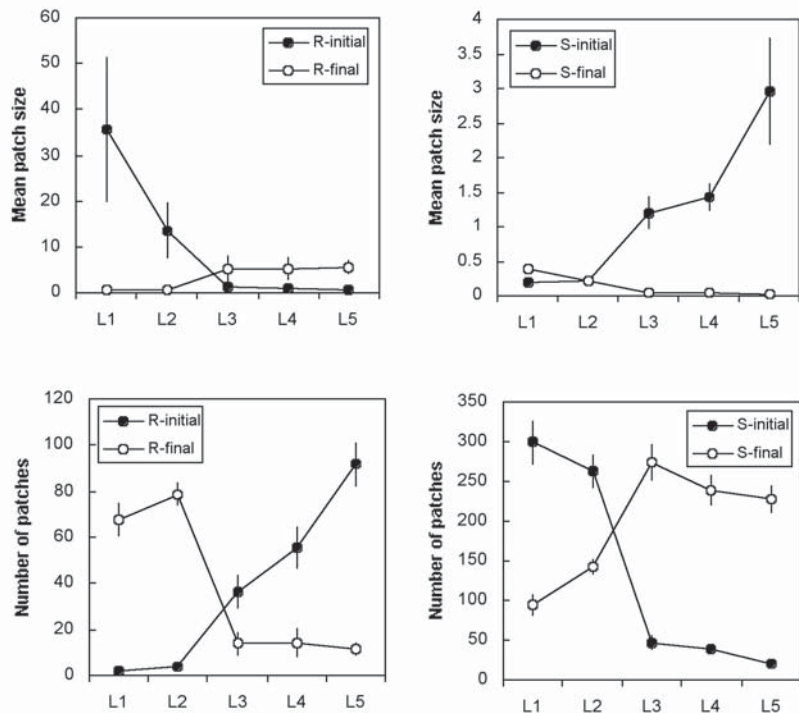 Mean patch size
60
50
40
30
20
10
0
R-initial
R-final
L1 L2 L3 L4 L5
Mean patch size
4
3.5
3
2.5
2
1.5
1
0.5
0
S-initial
S-final
L1 L2 L3 L4 L5
Number of patches
120
100
80
60
40
20
0
R-initial
R-final
L1 L2 L3 L4 L5
Number of patches
350
300
250
200
150
100
50
0
S-initial
S-final
L1 L2 L3 L4 L5